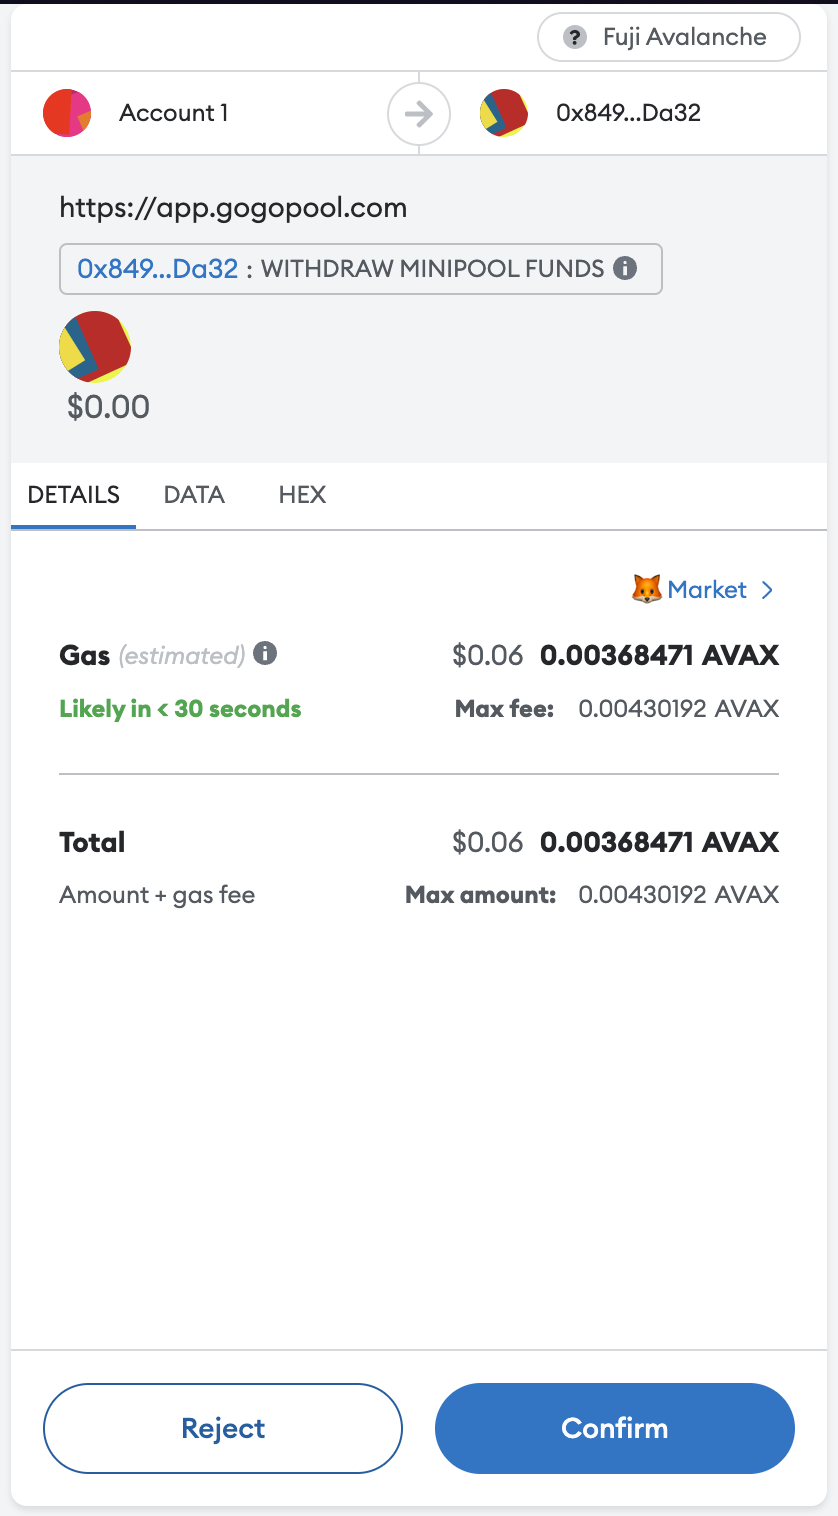 ? Fuji Avalanche
Account 1 0x849...Da32
https://app.gogopool.com
0x849...Da32 : WITHDRAW MINIPOOL FUNDS
$0.00
DETAILS DATA HEX
Market >
Gas (estimated) $0.06 0.00368471 AVAX
Likely in < 30 seconds Max fee: 0.00430192 AVAX
Total $0.06 0.00368471 AVAX
Amount + gas fee Max amount: 0.00430192 AVAX
Reject Confirm